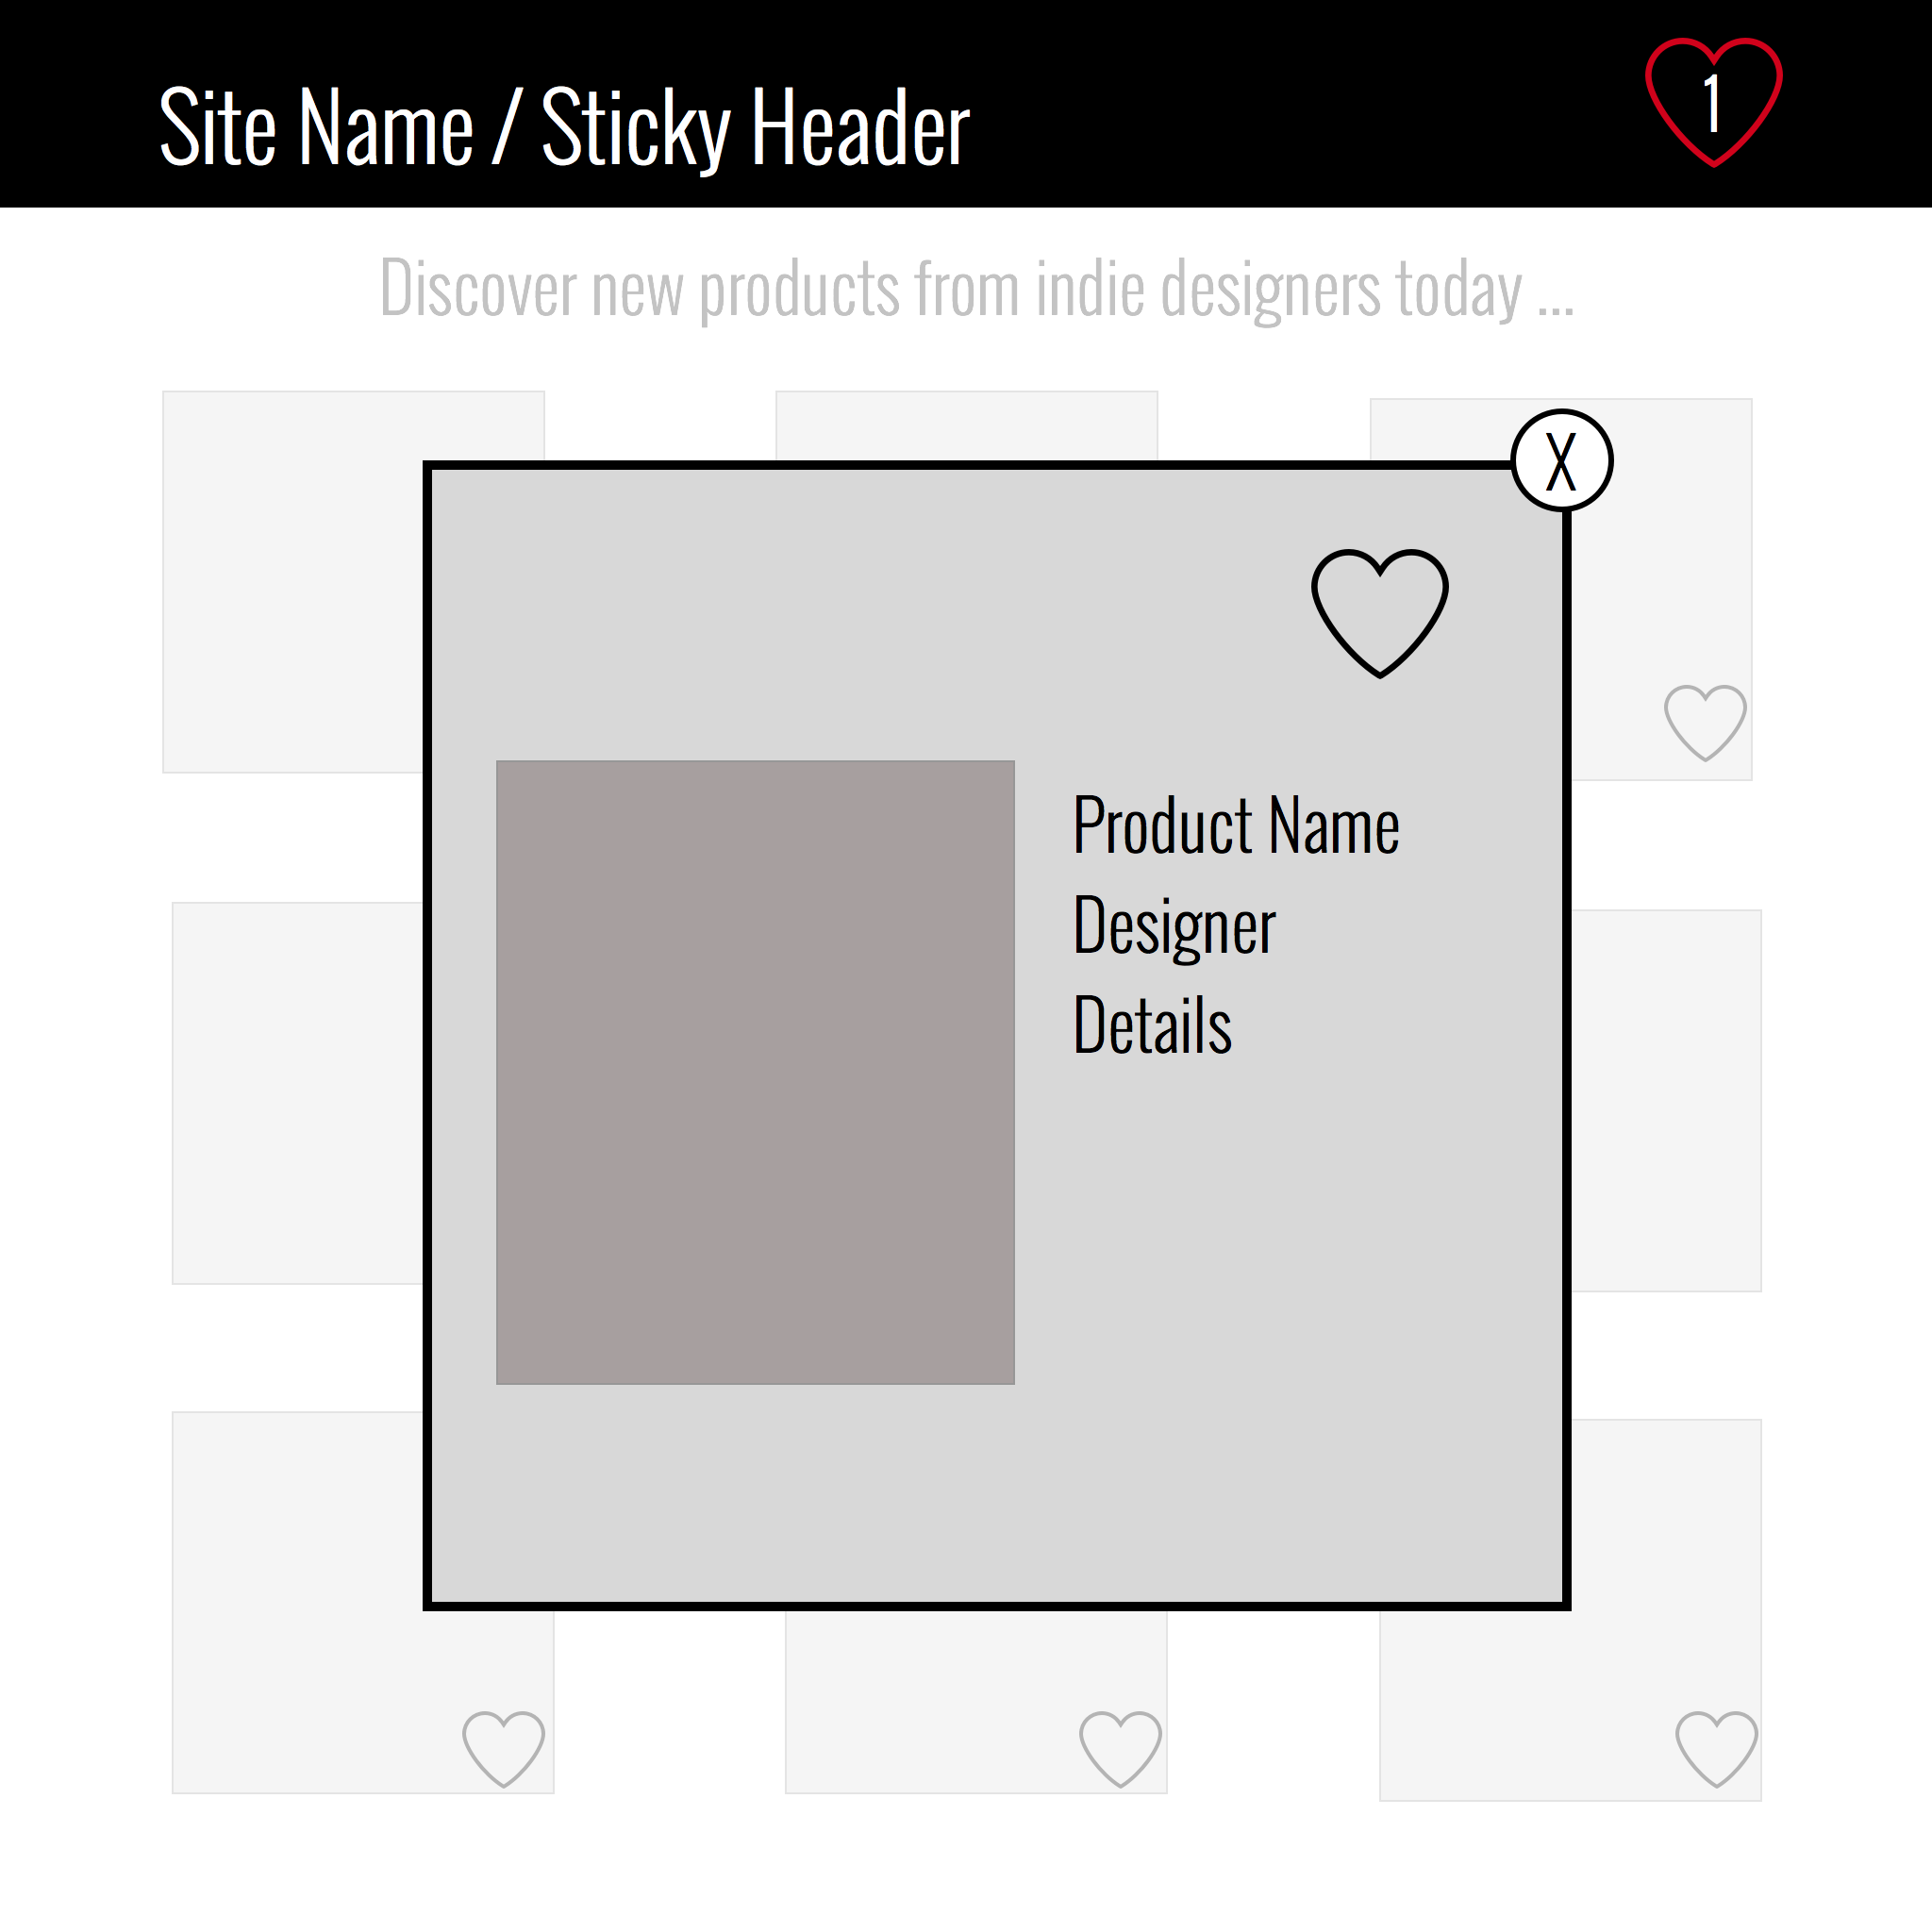 Site Name / Sticky Header
1
Discover new products from indie designers today ...
X
Product Name
Designer
Details